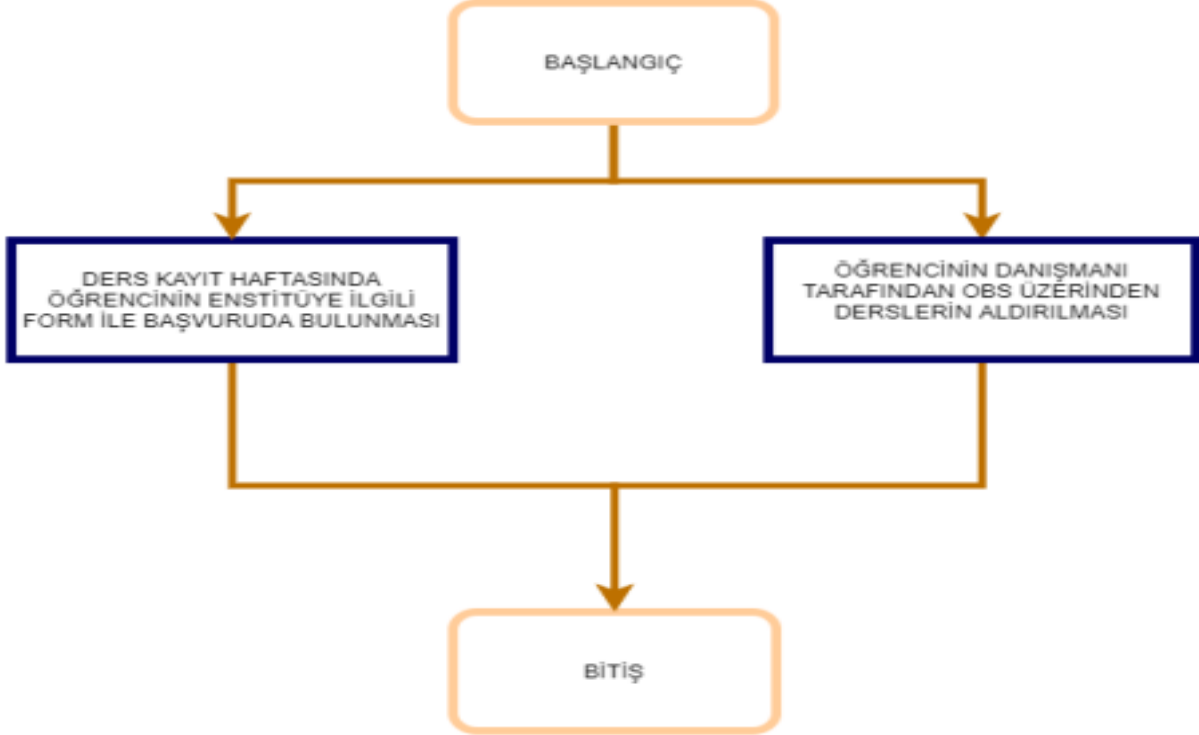 BAŞLANGIÇ
DERS KAYIT HAFTASINDA
ÖĞRENCİNİN ENSTİTÜYE İLGİLİ
FORM İLE BAŞVURUDA BULUNMASI
ÖĞRENCİNİN DANIŞMANI
TARAFINDAN OBS ÜZERİNDEN
DERSLERİN ALDIRILMASI
BİTİŞ